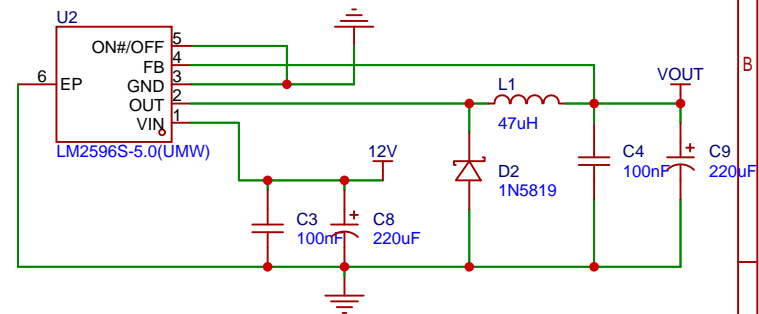 U2
ON#/OFF 5
FB 4
6 EP GND 3
OUT 2
VIN 1
LM2596S-5.0(UMW)
12V
C3
100nF
C8
+
220uF
L1
47uH
D2
1N5819
VOUT
C4
100nF
C9
+
220uF
B